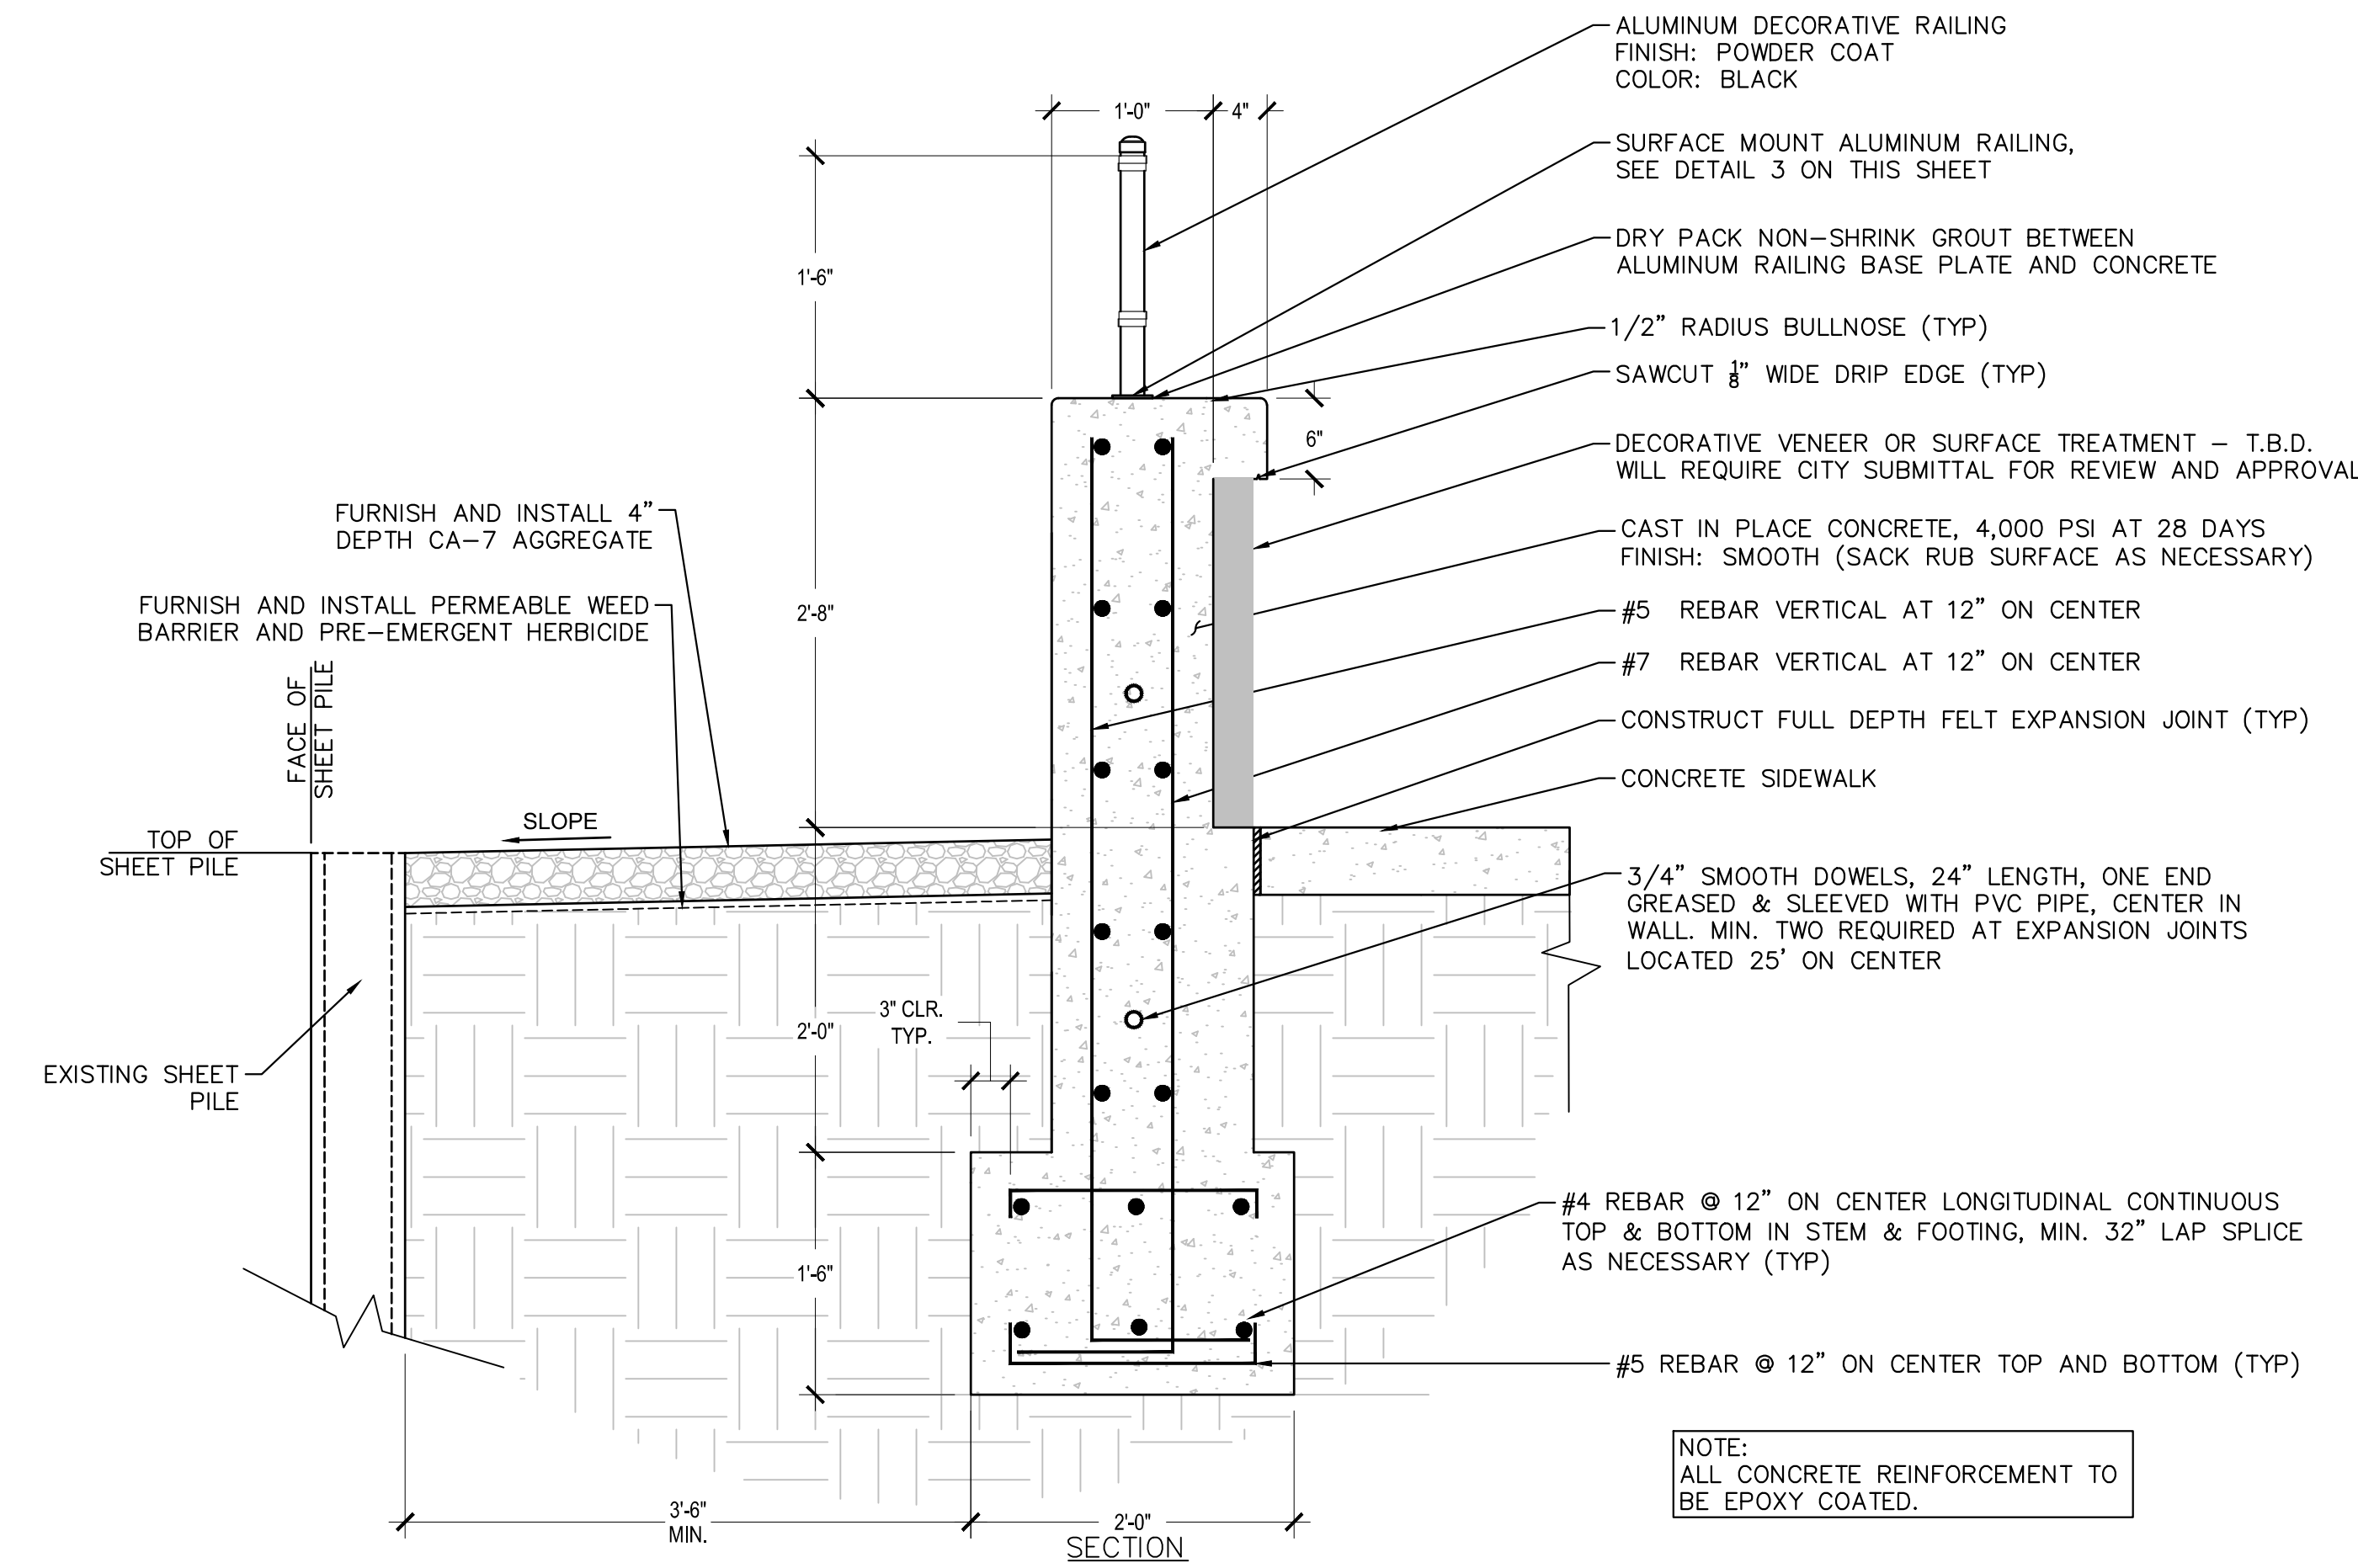 ALUMINUM DECORATIVE RAILING
FINISH: POWDER COAT
COLOR: BLACK
1'-0"
4"
SURFACE MOUNT ALUMINUM RAILING,
SEE DETAIL 3 ON THIS SHEET
DRY PACK NON-SHRINK GROUT BETWEEN
ALUMINUM RAILING BASE PLATE AND CONCRETE
1'-6"
1/2" RADIUS BULLNOSE (TYP)
SAWCUT ⅛" WIDE DRIP EDGE (TYP)
6"
DECORATIVE VENEER OR SURFACE TREATMENT - T.B.D.
WILL REQUIRE CITY SUBMITTAL FOR REVIEW AND APPROVAL
FURNISH AND INSTALL 4"
DEPTH CA-7 AGGREGATE
CAST IN PLACE CONCRETE, 4,000 PSI AT 28 DAYS
FINISH: SMOOTH (SACK RUB SURFACE AS NECESSARY)
FURNISH AND INSTALL PERMEABLE WEED
BARRIER AND PRE-EMERGENT HERBICIDE
2'-8"
#5 REBAR VERTICAL AT 12" ON CENTER
#7 REBAR VERTICAL AT 12" ON CENTER
FACE OF
SHEET PILE
CONSTRUCT FULL DEPTH FELT EXPANSION JOINT (TYP)
CONCRETE SIDEWALK
SLOPE
TOP OF
SHEET PILE
3/4" SMOOTH DOWELS, 24" LENGTH, ONE END
GREASED & SLEEVED WITH PVC PIPE, CENTER IN
WALL. MIN. TWO REQUIRED AT EXPANSION JOINTS
LOCATED 25' ON CENTER
3" CLR.
TYP.
2'-0"
EXISTING SHEET
PILE
#4 REBAR @ 12" ON CENTER LONGITUDINAL CONTINUOUS
TOP & BOTTOM IN STEM & FOOTING, MIN. 32" LAP SPLICE
AS NECESSARY (TYP)
1'-6"
#5 REBAR @ 12" ON CENTER TOP AND BOTTOM (TYP)
NOTE:
ALL CONCRETE REINFORCEMENT TO
BE EPOXY COATED.
3'-6"
MIN.
2'-0"
SECTION